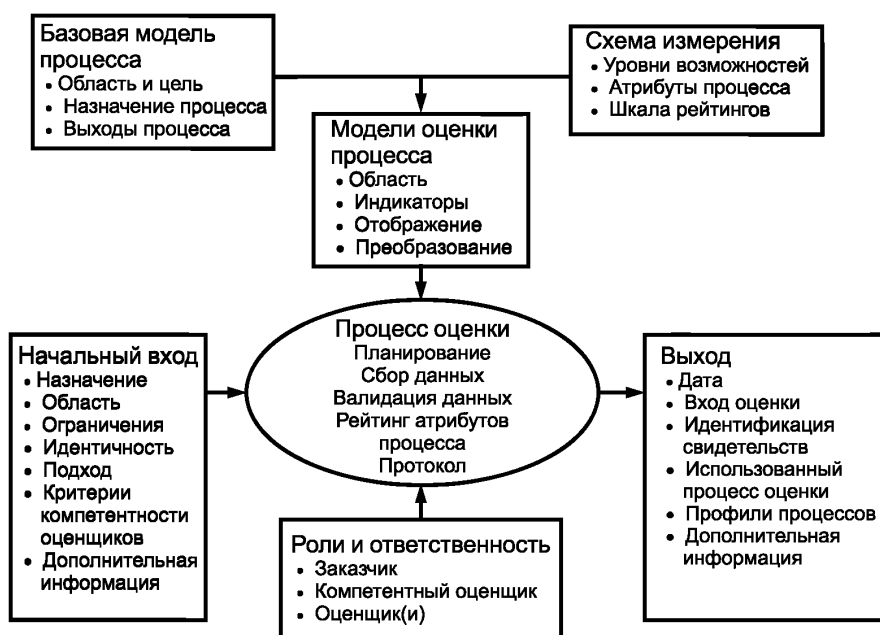 Базовая модель
процесса
• Область и цель
• Назначение процесса
• Выходы процесса
Схема измерения
• Уровни возможностей
• Атрибуты процесса
• Шкала рейтингов
Модели оценки
процесса
• Область
• Индикаторы
• Отображение
• Преобразование
Начальный вход
• Назначение
• Область
• Ограничения
• Идентичность
• Подход
• Критерии
компетентности
оценщиков
• Дополнительная
информация
Процесс оценки
Планирование
Сбор данных
Валидация данных
Рейтинг атрибутов
процесса
Протокол
Выход
• Дата
• Вход оценки
• Идентификация
свидетельств
• Использованный
процесс оценки
• Профили процессов
• Дополнительная
информация
Роли и ответственность
• Заказчик
• Компетентный оценщик
• Оценщик(и)